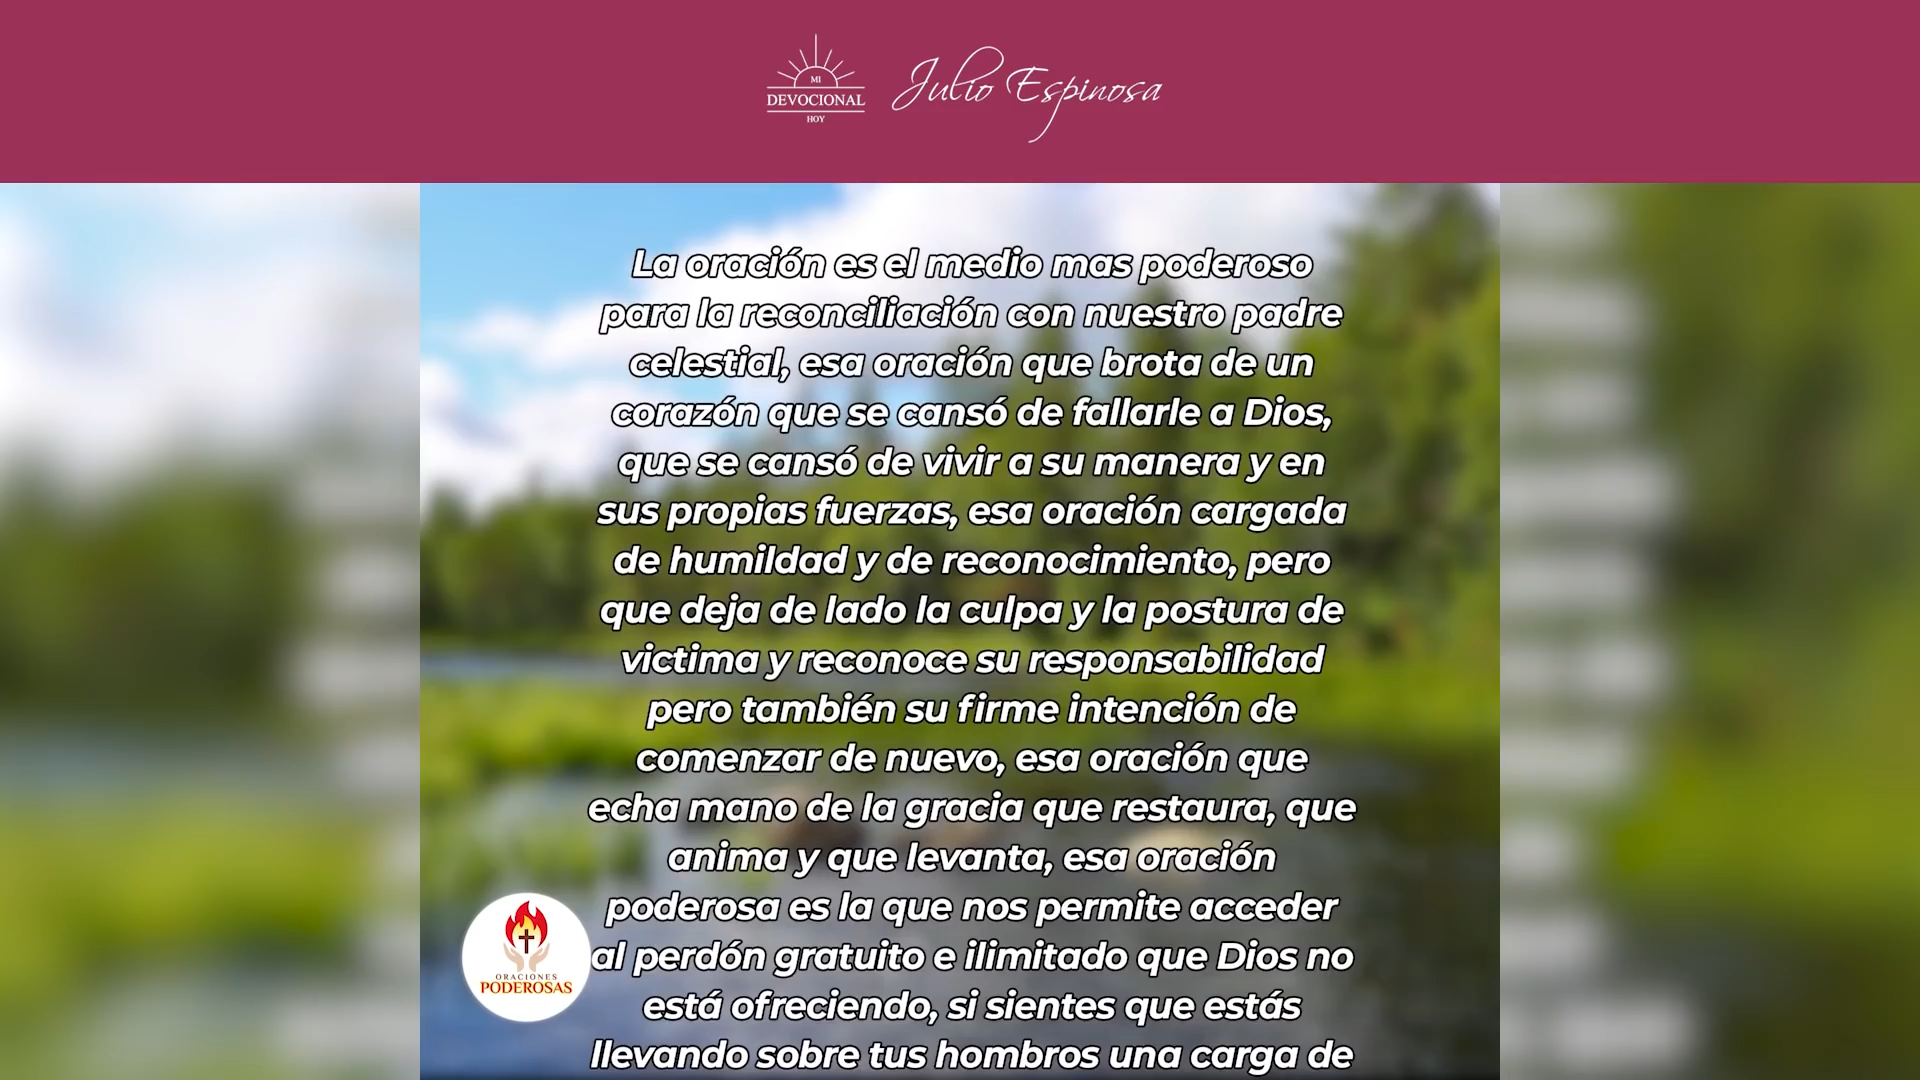 MI
DEVOCIONAL
HOY
Julio Espinosa
La oración es el medio mas poderoso
para la reconciliación con nuestro padre
celestial, esa oración que brota de un
corazón que se cansó de fallarle a Dios,
que se cansó de vivir a su manera y en
sus propias fuerzas, esa oración cargada
de humildad y de reconocimiento, pero
que deja de lado la culpa y la postura de
victima y reconoce su responsabilidad
pero también su firme intención de
comenzar de nuevo, esa oración que
echa mano de la gracia que restaura, que
anima y que levanta, esa oración
poderosa es la que nos permite acceder
al perdón gratuito e ilimitado que Dios no
está ofreciendo, si sientes que estás
llevando sobre tus hombros una carga de
ORACIONES
PODEROSAS